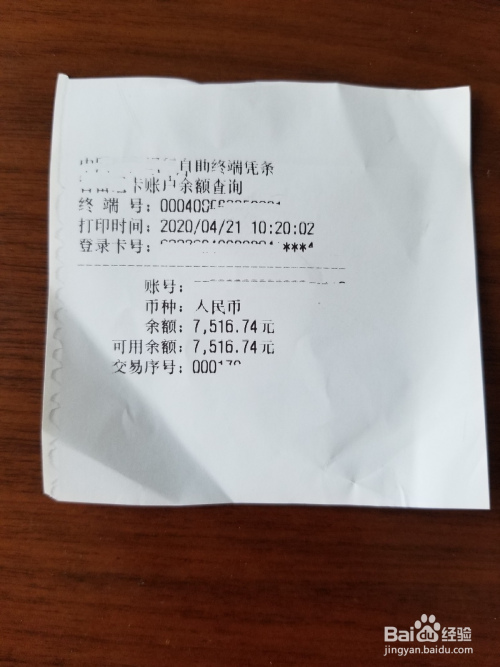 自助终端凭条
卡账户余额查询
终 端 号：
打印时间：2020/04/21 10:20:02
登录卡号：
账号：
币种：人民币
余额：7,516.74元
可用余额：7,516.74元
交易序号：
Baidu经验
jingyan.baidu.com